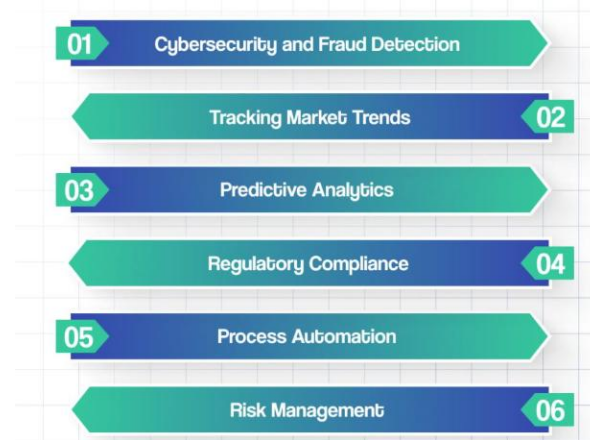 01 Cybersecurity and Fraud Detection
Tracking Market Trends 02
03 Predictive Analytics
Regulatory Compliance 04
05 Process Automation
Risk Management 06